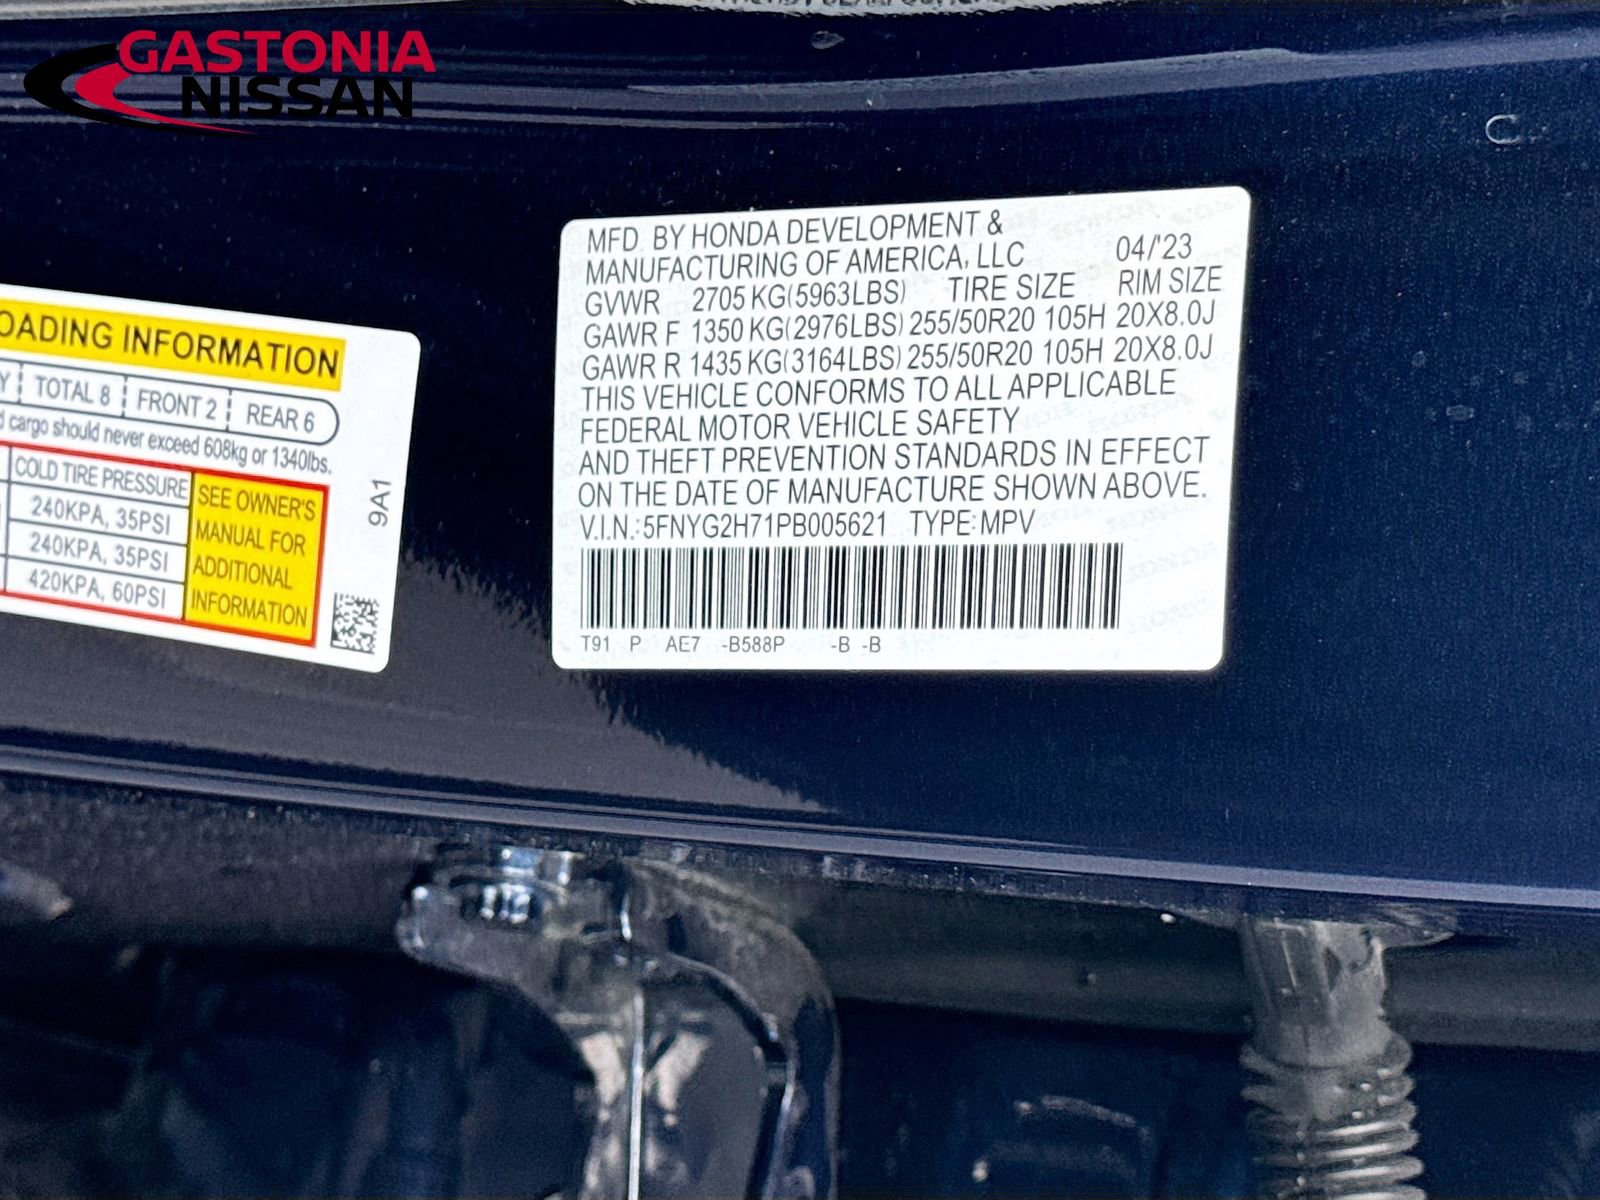 GASTONIA
NISSAN
C
MFD. BY HONDA DEVELOPMENT &
MANUFACTURING OF AMERICA, LLC 04/'23
GVWR 2705 KG(5963LBS) TIRE SIZE RIM SIZE
GAWR F 1350 KG(2976LBS) 255/50R20 105H 20X8.0J
GAWR R 1435 KG(3164LBS) 255/50R20 105H 20X8.0J
THIS VEHICLE CONFORMS TO ALL APPLICABLE
FEDERAL MOTOR VEHICLE SAFETY
AND THEFT PREVENTION STANDARDS IN EFFECT
ON THE DATE OF MANUFACTURE SHOWN ABOVE.
V.I.N.: 5FNYG2H71PB005621 TYPE: MPV
T91 P AE7 -B588P -B -B
OADING INFORMATION
Y TOTAL 8 FRONT 2 REAR 6
d cargo should never exceed 608kg or 1340lbs.
COLD TIRE PRESSURE
240KPA, 35PSI
240KPA, 35PSI
420KPA, 60PSI
SEE OWNER'S
MANUAL FOR
ADDITIONAL
INFORMATION
9A1